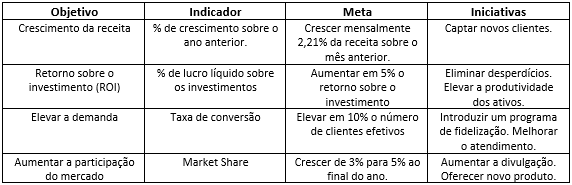 Objetivo Indicador Meta Iniciativas
Crescimento da receita % de crescimento sobre o ano anterior. Crescer mensalmente 2,21% da receita sobre o mês anterior. Captar novos clientes.
Retorno sobre o investimento (ROI) % de lucro líquido sobre os investimentos Aumentar em 5% o retorno sobre o investimento Eliminar desperdícios. Elevar a produtividade dos ativos.
Elevar a demanda Taxa de conversão Elevar em 10% o número de clientes efetivos Introduzir um programa de fidelização. Melhorar o atendimento.
Aumentar a participação do mercado Market Share Crescer de 3% para 5% ao final do ano. Aumentar a divulgação. Oferecer novo produto.